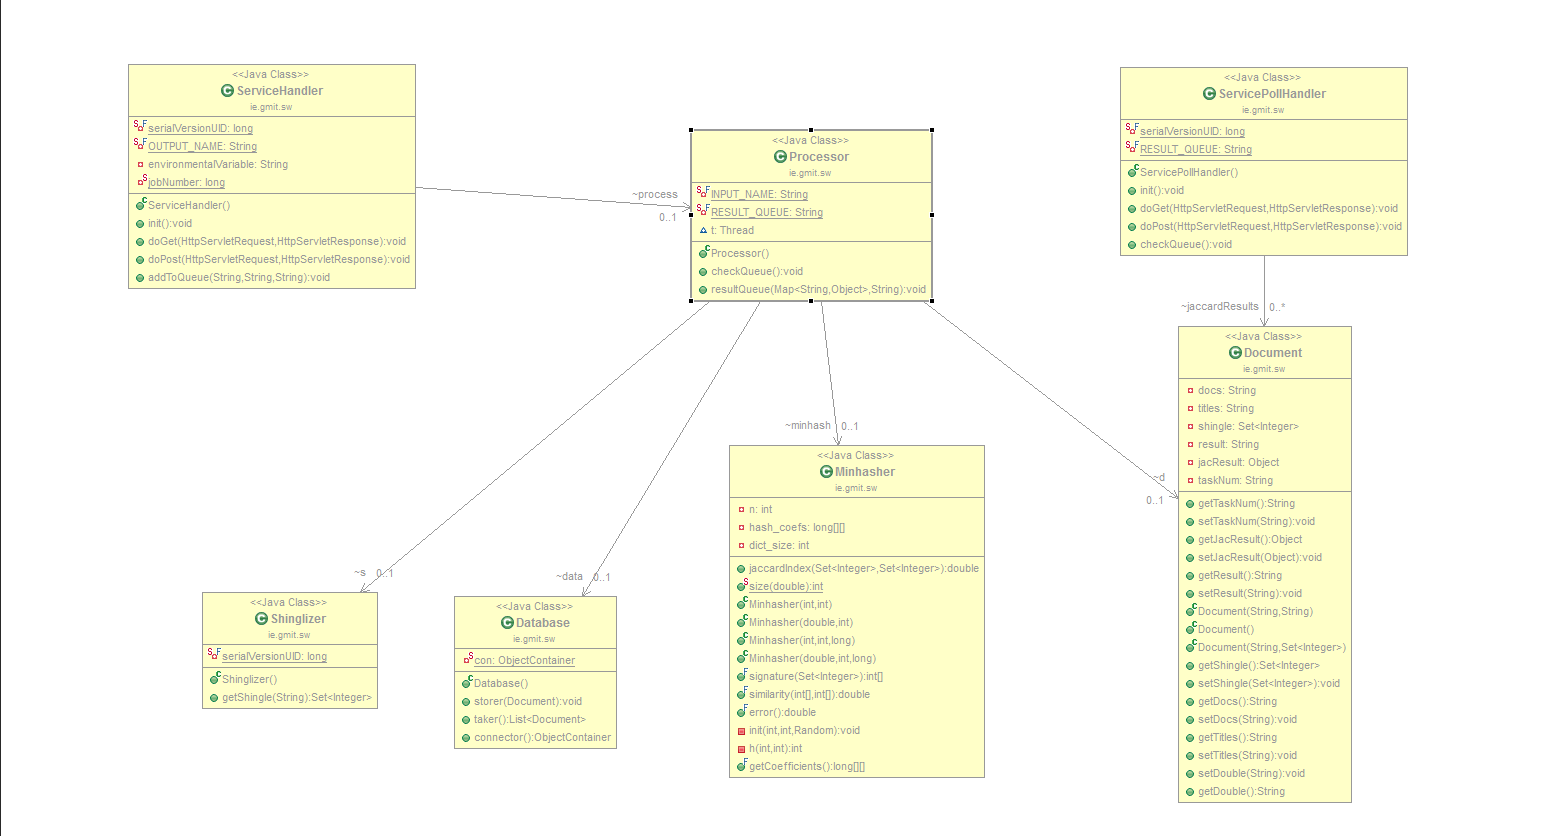 <<Java Class>>
ServiceHandler
ie.gmit.sw
serialVersionUID: long
OUTPUT_NAME: String
environmentalVariable: String
jobNumber: long
ServiceHandler()
init():void
doGet(HttpServletRequest,HttpServletResponse):void
doPost(HttpServletRequest,HttpServletResponse):void
addToQueue(String,String,String):void
~process
0..1
<<Java Class>>
Processor
ie.gmit.sw
INPUT_NAME: String
RESULT_QUEUE: String
t: Thread
Processor()
checkQueue():void
resultQueue(Map<String,Object>,String):void
<<Java Class>>
ServicePollHandler
ie.gmit.sw
serialVersionUID: long
RESULT_QUEUE: String
ServicePollHandler()
init():void
doGet(HttpServletRequest,HttpServletResponse):void
doPost(HttpServletRequest,HttpServletResponse):void
checkQueue():void
~jaccardResults
0..*
~s
0..1
<<Java Class>>
Shinglizer
ie.gmit.sw
serialVersionUID: long
Shinglizer()
getShingle(String):Set<Integer>
~data
0..1
<<Java Class>>
Database
ie.gmit.sw
con: ObjectContainer
Database()
storer(Document):void
taker():List<Document>
connector():ObjectContainer
~minhash
0..1
<<Java Class>>
Minhasher
ie.gmit.sw
n: int
hash_coefs: long[][]
dict_size: int
jaccardIndex(Set<Integer>,Set<Integer>):double
size(double):int
Minhasher(int,int)
Minhasher(double,int)
Minhasher(int,int,long)
Minhasher(double,int,long)
signature(Set<Integer>):int[]
similarity(int[],int[]):double
error():double
init(int,int,Random):void
h(int,int):int
getCoefficients():long[][]
~d
0..1
<<Java Class>>
Document
ie.gmit.sw
docs: String
titles: String
shingle: Set<Integer>
result: String
jacResult: Object
taskNum: String
getTaskNum():String
setTaskNum(String):void
getJacResult():Object
setJacResult(Object):void
getResult():String
setResult(String):void
Document(String,String)
Document()
Document(String,Set<Integer>)
getShingle():Set<Integer>
setShingle(Set<Integer>):void
getDocs():String
setDocs(String):void
getTitles():String
setTitles(String):void
setDouble(String):void
getDouble():String